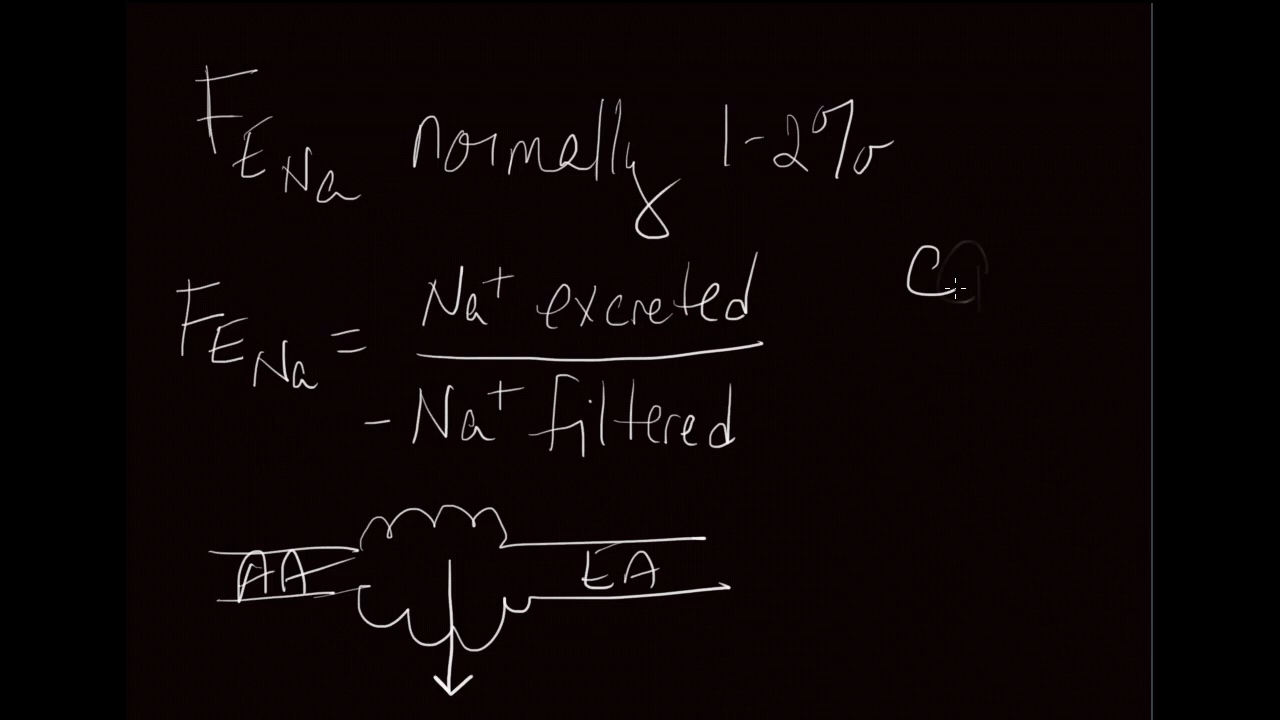 FENa normally 1-2%
FENa = Na+ excreted
- Na+ filtered
C
AA EA